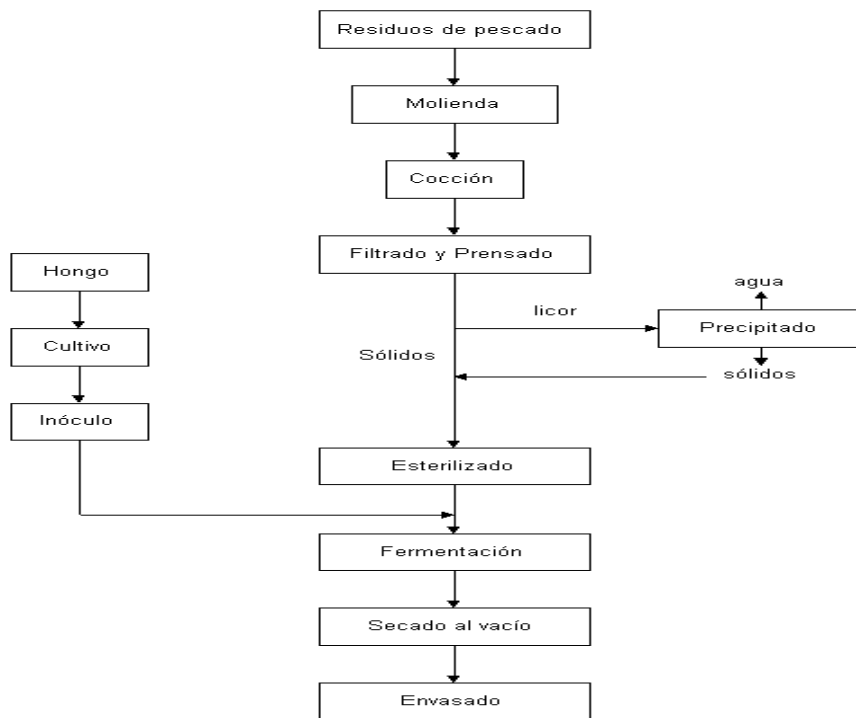 Residuos de pescado
Molienda
Cocción
Filtrado y Prensado
Hongo
agua
licor
Precipitado
Cultivo
Sólidos
sólidos
Inóculo
Esterilizado
Fermentación
Secado al vacío
Envasado